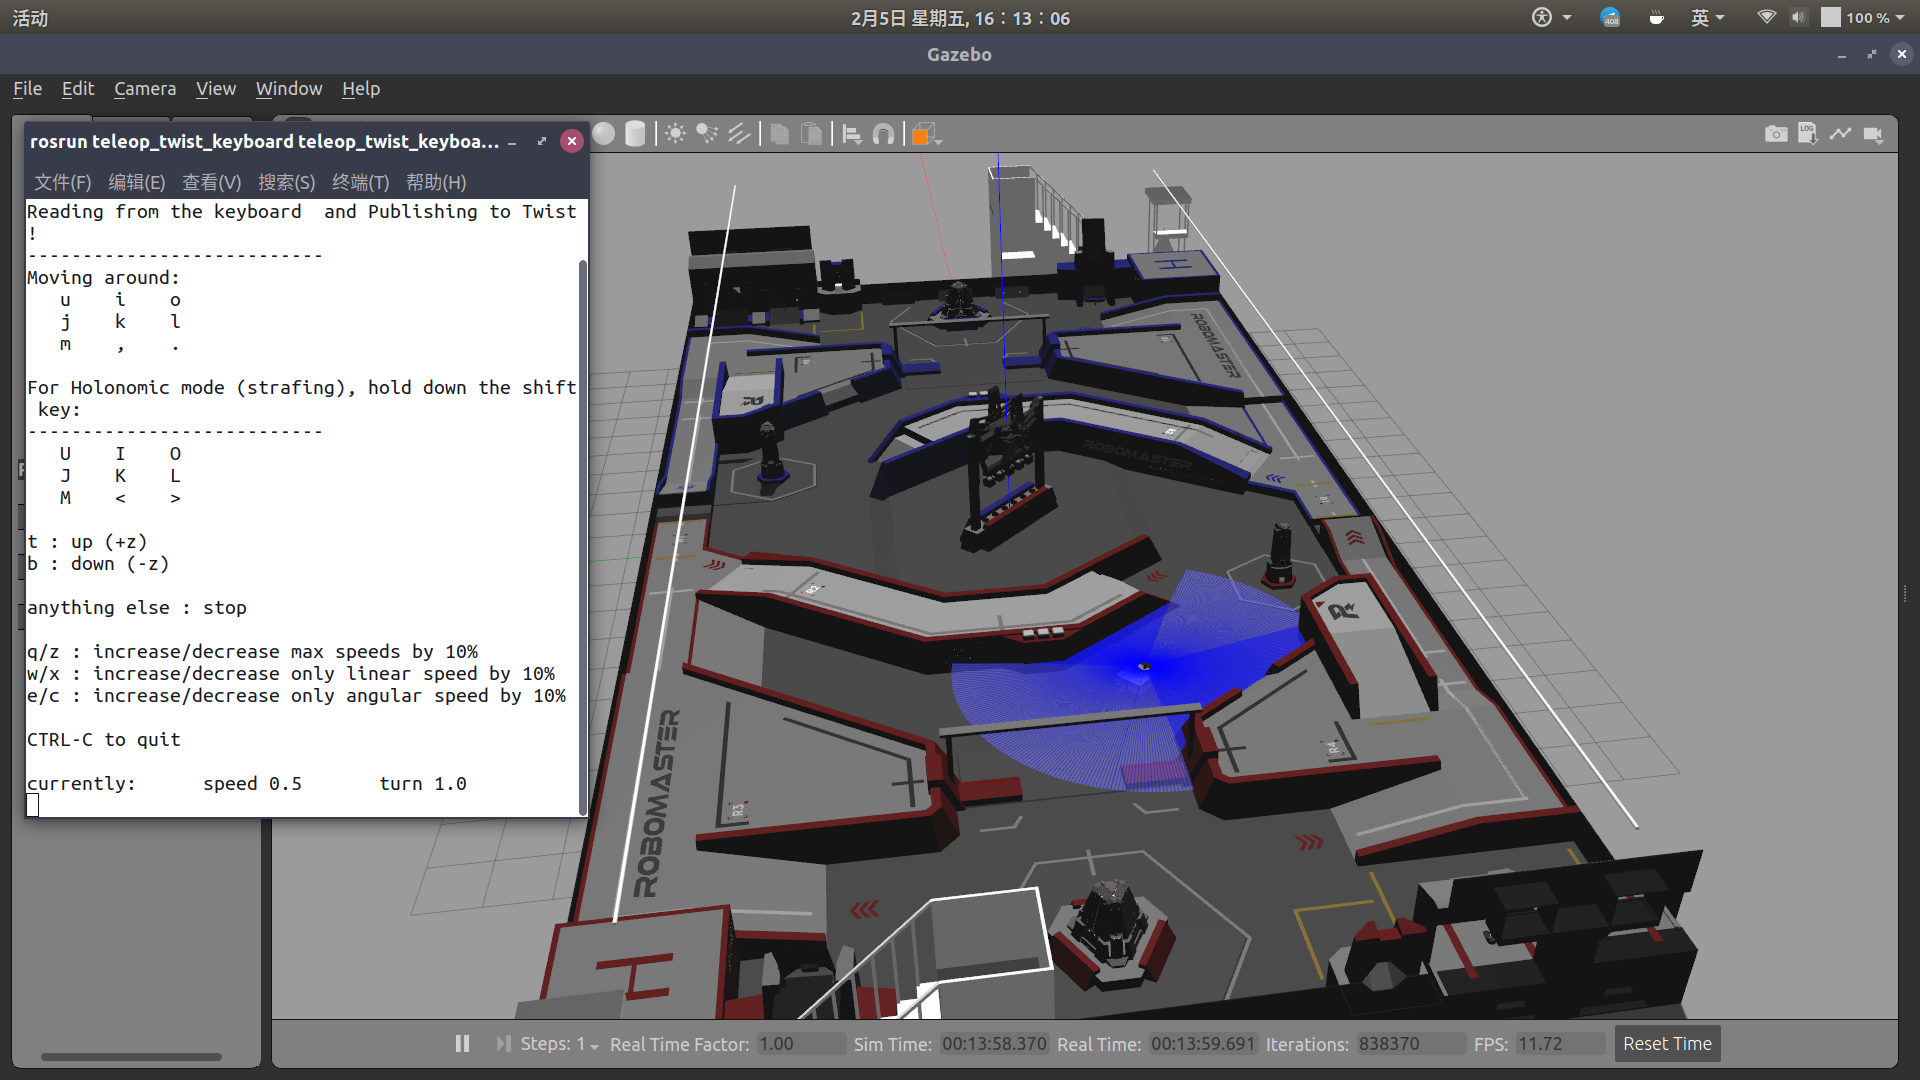 活动
2月5日 星期五, 16：13：06
408
英
100 %
Gazebo
File Edit Camera View Window Help
rosrun teleop_twist_keyboard teleop_twist_keyboa...
文件(F) 编辑(E) 查看(V) 搜索(S) 终端(T) 帮助(H)
Reading from the keyboard  and Publishing to Twist
!
---------------------------
Moving around:
u i o
j k l
m , .
For Holonomic mode (strafing), hold down the shift
key:
---------------------------
U I O
J K L
M < >
t : up (+z)
b : down (-z)
anything else : stop
q/z : increase/decrease max speeds by 10%
w/x : increase/decrease only linear speed by 10%
e/c : increase/decrease only angular speed by 10%
CTRL-C to quit
currently: speed 0.5 turn 1.0
LOG
ROBOMASTER
ROBOMASTER
ROBOMASTER
R3
R4
H
H
Steps: 1 Real Time Factor: 1.00 Sim Time: 00:13:58.370 Real Time: 00:13:59.691 Iterations: 838370 FPS: 11.72 Reset Time